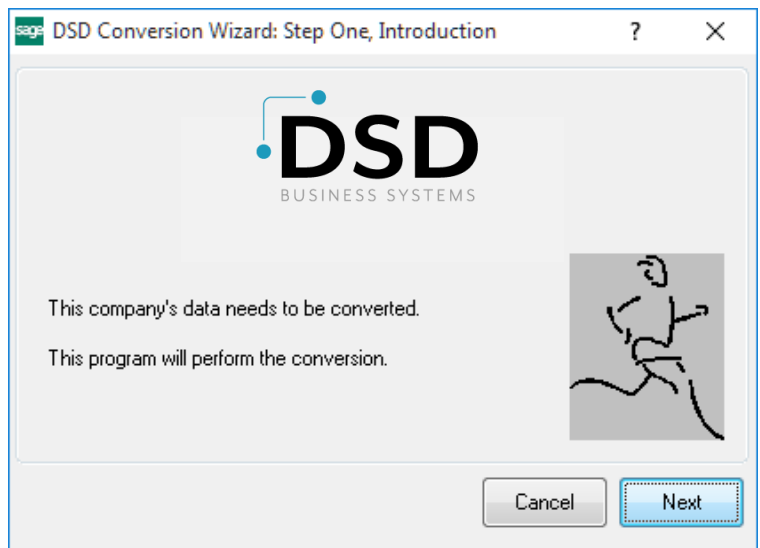 sage DSD Conversion Wizard: Step One, Introduction ? X
DSD
BUSINESS SYSTEMS
This company's data needs to be converted.
This program will perform the conversion.
Cancel Next